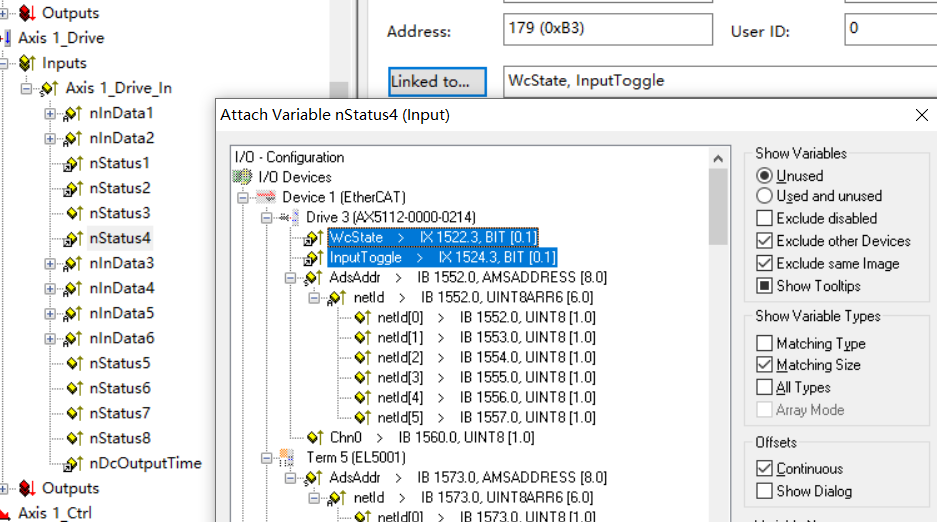 Outputs
Axis 1_Drive
Inputs
Axis 1_Drive_In
nInData1
nInData2
nStatus1
nStatus2
nStatus3
nStatus4
nInData3
nInData4
nInData5
nInData6
nStatus5
nStatus6
nStatus7
nStatus8
nDcOutputTime
Outputs
Axis 1_Ctrl
Address:
179 (0xB3)
User ID:
0
Linked to...
WcState, InputToggle
Attach Variable nStatus4 (Input)
I/O - Configuration
I/O Devices
Device 1 (EtherCAT)
Drive 3 (AX5112-0000-0214)
WcState > IX 1522.3, BIT [0.1]
InputToggle > IX 1524.3, BIT [0.1]
AdsAddr > IB 1552.0, AMSADDRESS [8.0]
netId > IB 1552.0, UINT8ARR6 [6.0]
netId[0] > IB 1552.0, UINT8 [1.0]
netId[1] > IB 1553.0, UINT8 [1.0]
netId[2] > IB 1554.0, UINT8 [1.0]
netId[3] > IB 1555.0, UINT8 [1.0]
netId[4] > IB 1556.0, UINT8 [1.0]
netId[5] > IB 1557.0, UINT8 [1.0]
Chn0 > IB 1560.0, UINT8 [1.0]
Term 5 (EL5001)
AdsAddr > IB 1573.0, AMSADDRESS [8.0]
netId > IB 1573.0, UINT8ARR6 [6.0]
netId[0] > IB 1573.0, UINT8 [1.0]
Show Variables
Unused
Used and unused
Exclude disabled
Exclude other Devices
Exclude same Image
Show Tooltips
Show Variable Types
Matching Type
Matching Size
All Types
Array Mode
Offsets
Continuous
Show Dialog